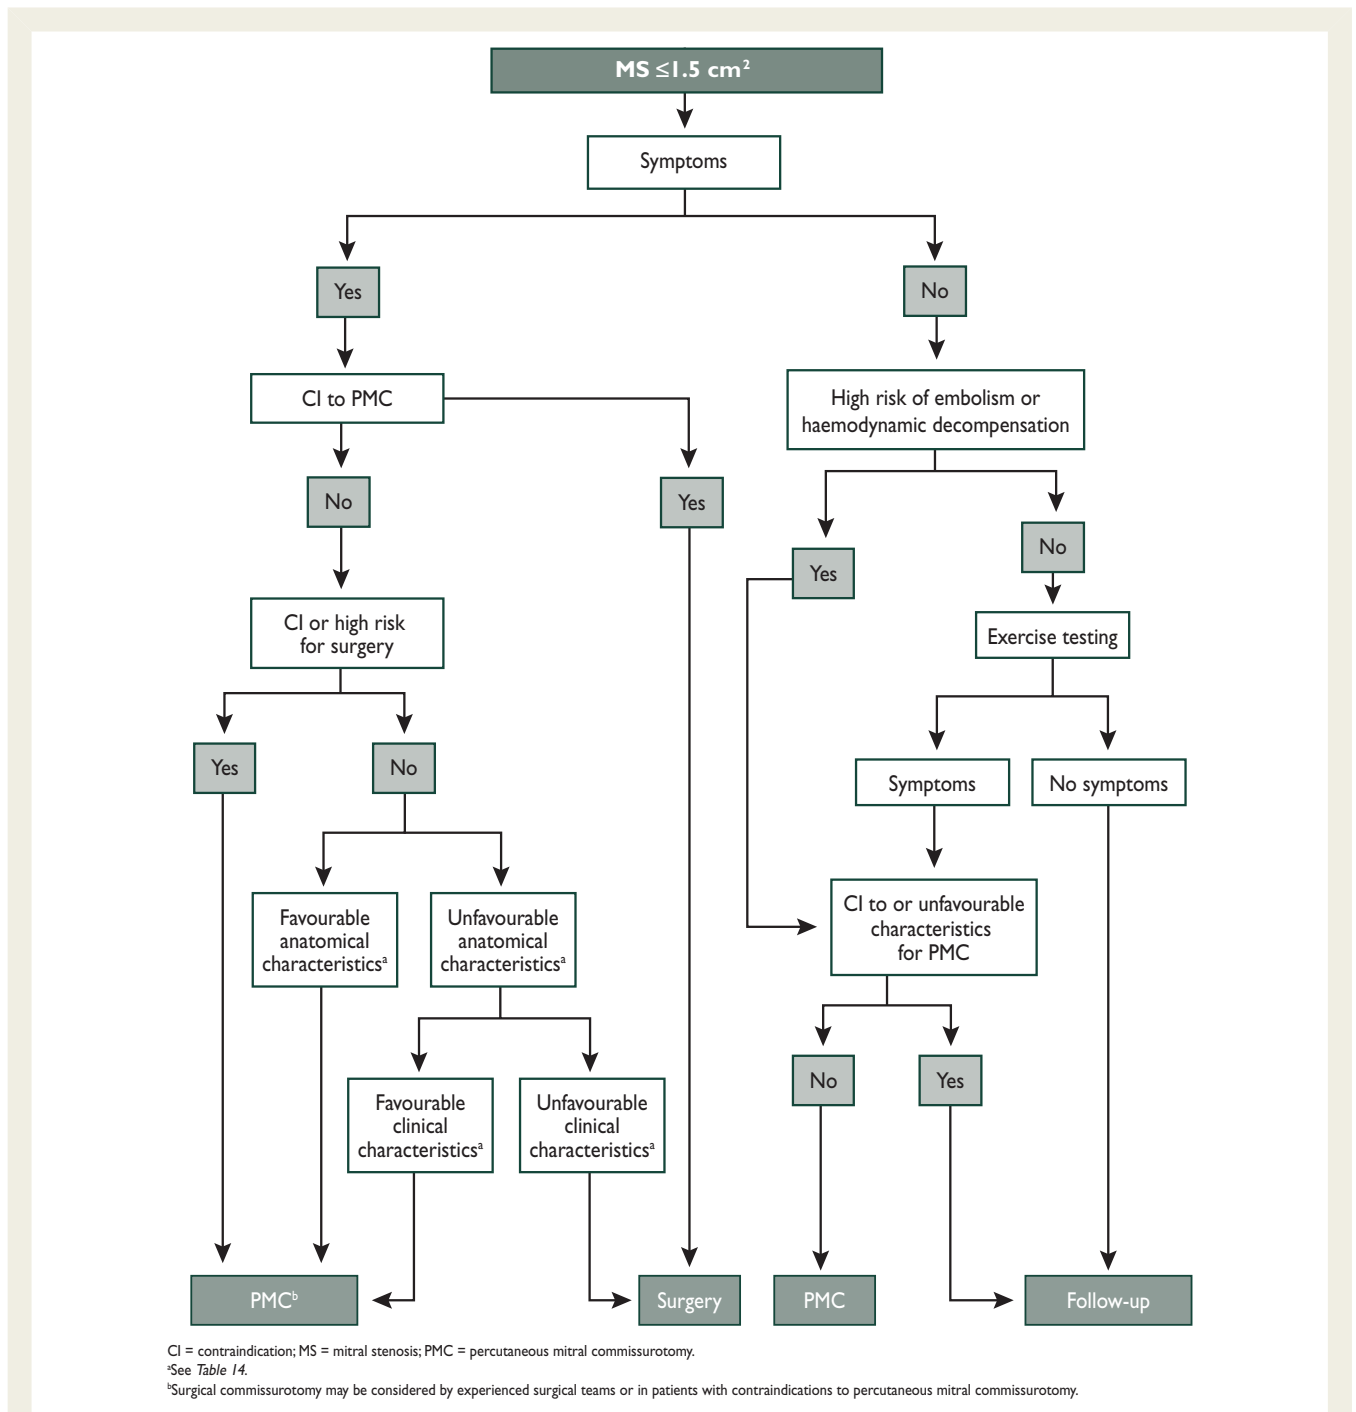 MS ≤1.5 cm²
Symptoms
Yes
No
CI to PMC
High risk of embolism or
haemodynamic decompensation
No
Yes
Yes
No
CI or high risk
for surgery
Exercise testing
Yes
No
Symptoms
No symptoms
Favourable
anatomical
characteristicsᵃ
Unfavourable
anatomical
characteristicsᵃ
CI to or unfavourable
characteristics
for PMC
Favourable
clinical
characteristicsᵃ
Unfavourable
clinical
characteristicsᵃ
No
Yes
PMCᵇ
Surgery
PMC
Follow-up
CI = contraindication; MS = mitral stenosis; PMC = percutaneous mitral commissurotomy.
ᵃSee Table 14.
ᵇSurgical commissurotomy may be considered by experienced surgical teams or in patients with contraindications to percutaneous mitral commissurotomy.